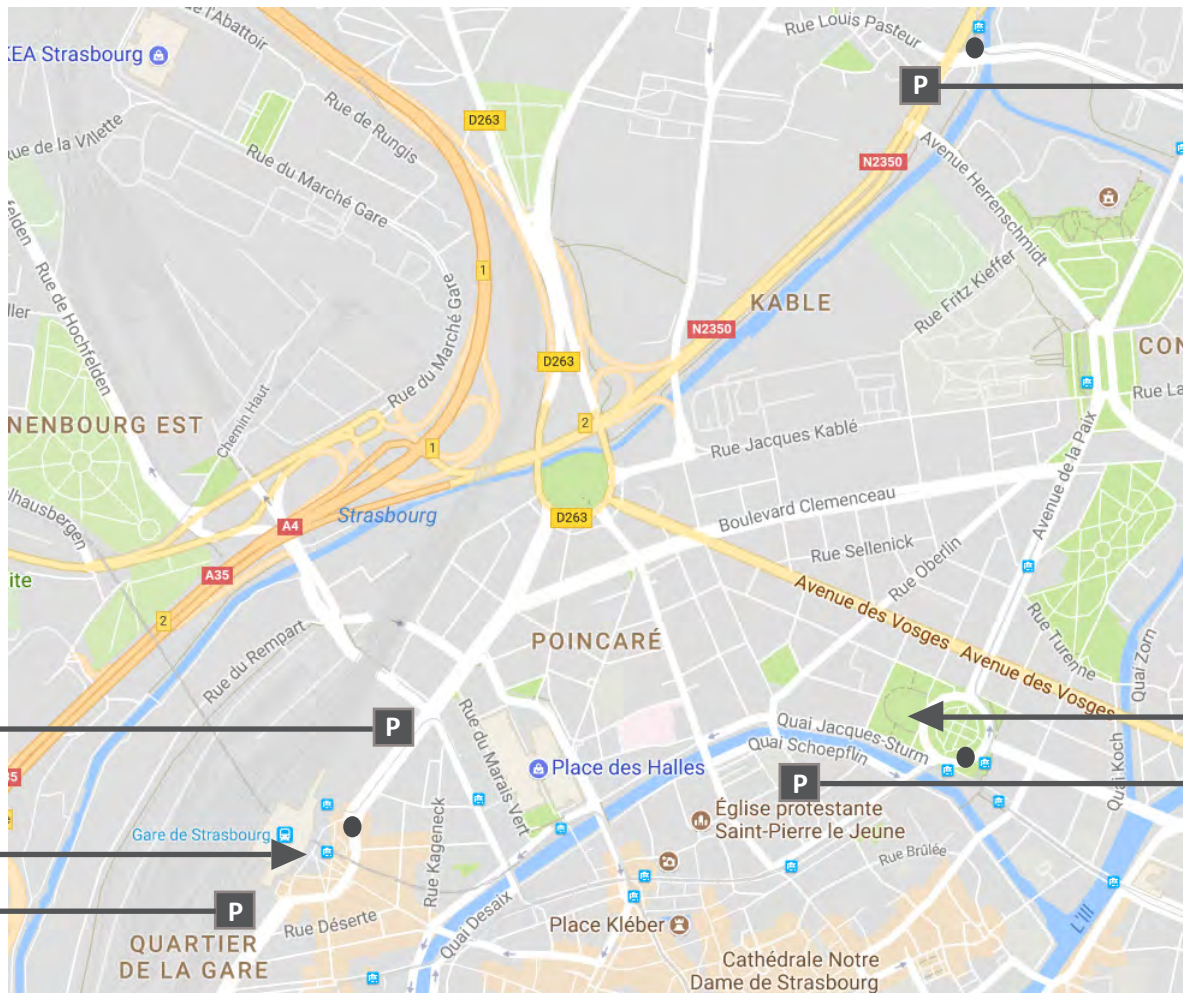 de l'Abattoir
KEA Strasbourg
Rue Louis Pasteur
P
D263
Rue de Rungis
Rue de la Villette
Rue du Marché Gare
N2350
Avenue Herrenschmidt
Rue de Hochfelden
Rue du Marché Gare
1
Rue Fritz Kieffer
KABLE
N2350
D263
CON
Rue La
NENBOURG EST
Chemin Haut
2
1
Rue Jacques Kablé
Avenue de la Paix
Boulevard Clemenceau
Strasbourg
D263
A4
Rue Sellenick
Rue Oberlin
ulhausbergen
ite
A35
2
Avenue des Vosges
Avenue des Vosges
Rue Turenne
Quai Zorn
Rue du Rempart
POINCARÉ
P
Rue du Marais Vert
Quai Jacques-Sturm
Quai Schoepflin
Quai Koch
Place des Halles
P
35
Gare de Strasbourg
Église protestante
Saint-Pierre le Jeune
Rue Brûlée
Rue Kageneck
P
Rue Déserte
Quai Desaix
Place Kléber
L'Ill
QUARTIER
DE LA GARE
Cathédrale Notre
Dame de Strasbourg